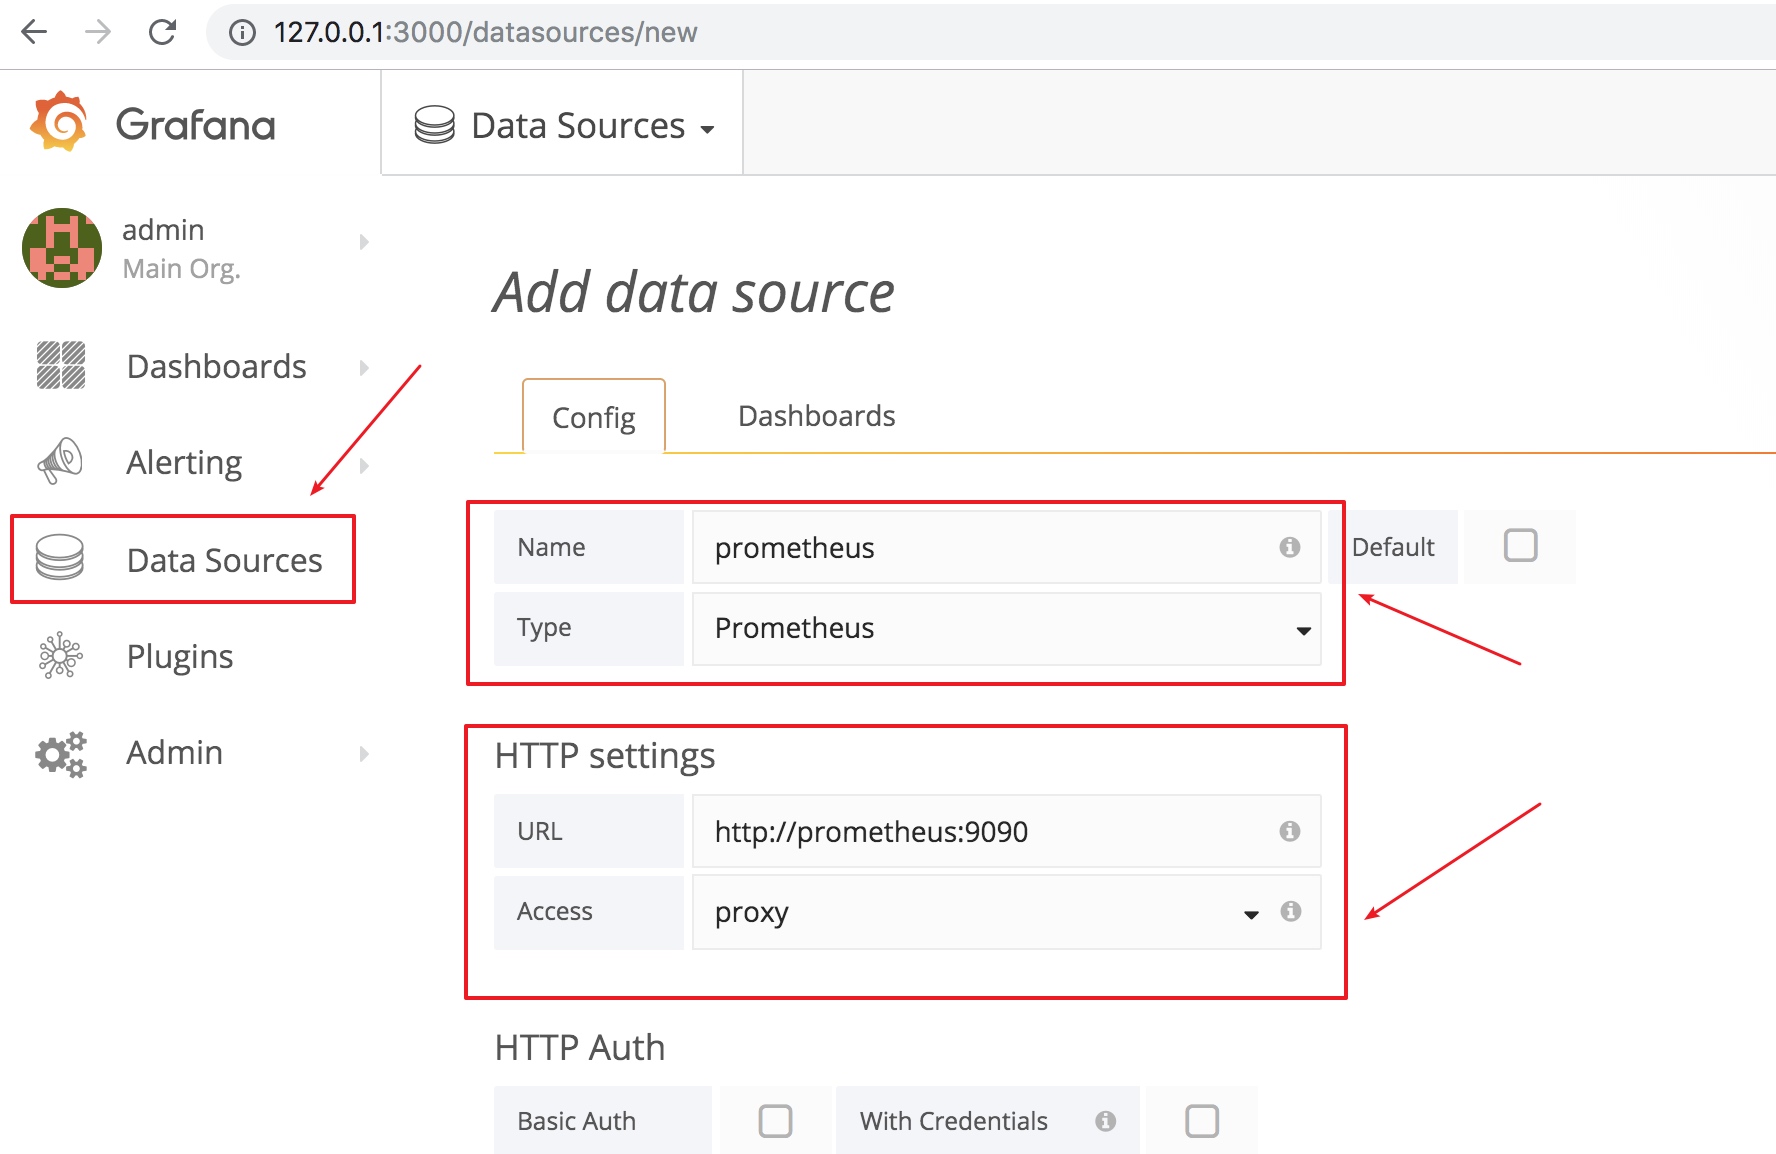 127.0.0.1:3000/datasources/new
Grafana
Data Sources
admin
Main Org.
Dashboards
Alerting
Data Sources
Plugins
Admin
Add data source
Config Dashboards
Name prometheus Default
Type Prometheus
HTTP settings
URL http://prometheus:9090
Access proxy
HTTP Auth
Basic Auth With Credentials